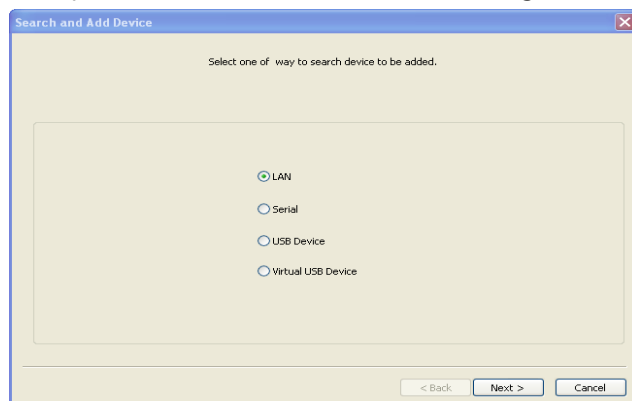 Search and Add Device
Select one of way to search device to be added.
LAN
Serial
USB Device
Virtual USB Device
< Back
Next >
Cancel